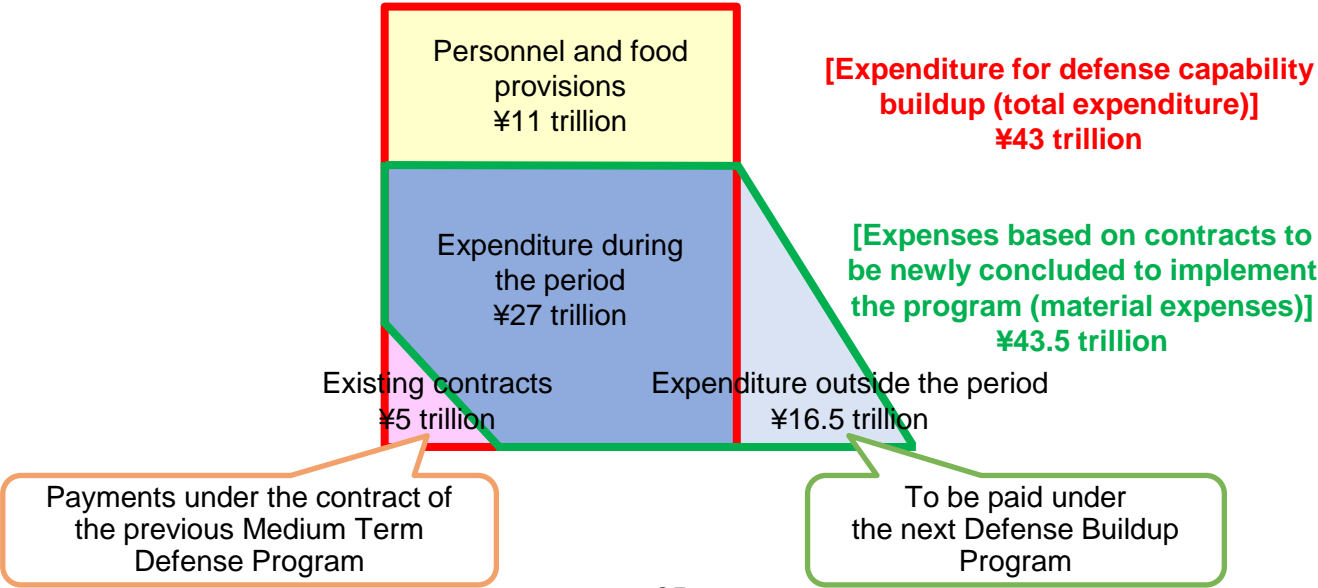 Personnel and food
provisions
¥11 trillion
[Expenditure for defense capability
buildup (total expenditure)]
¥43 trillion
Expenditure during
the period
¥27 trillion
[Expenses based on contracts to
be newly concluded to implement
the program (material expenses)]
¥43.5 trillion
Existing contracts
¥5 trillion
Expenditure outside the period
¥16.5 trillion
Payments under the contract of
the previous Medium Term
Defense Program
To be paid under
the next Defense Buildup
Program